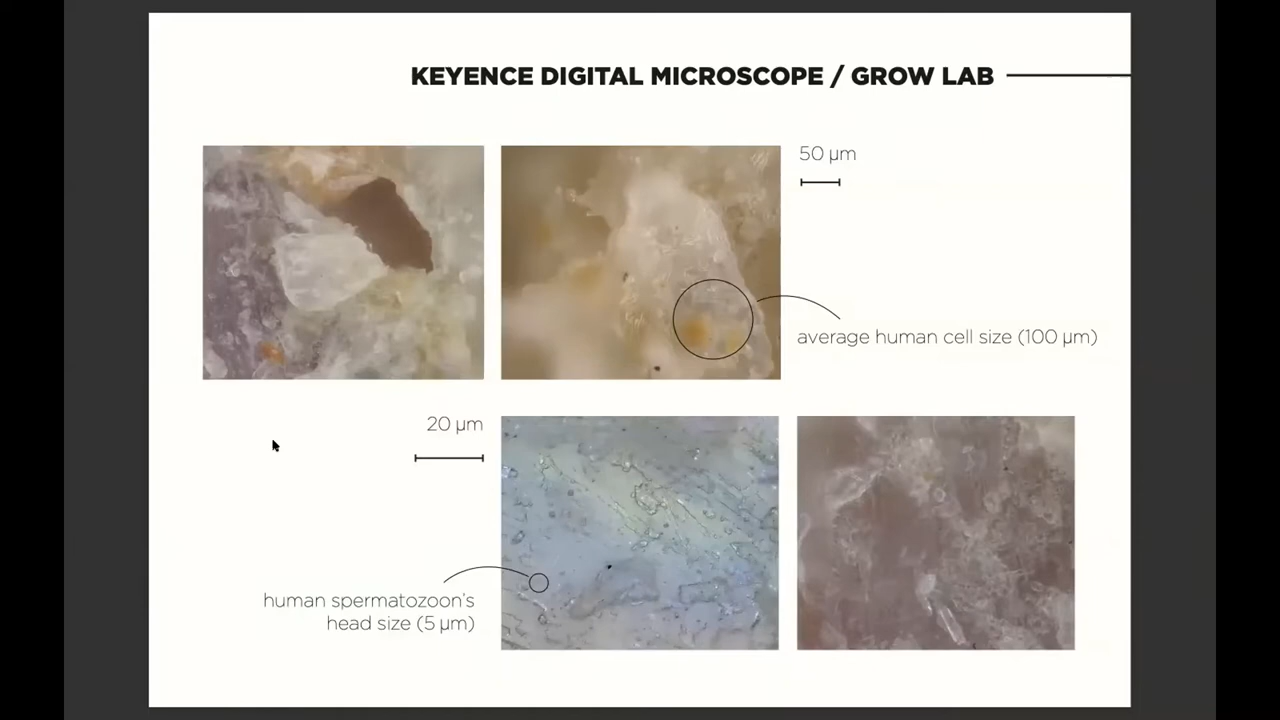 KEYENCE DIGITAL MICROSCOPE / GROW LAB
50 µm
average human cell size (100 µm)
20 µm
human spermatozoon's
head size (5 µm)